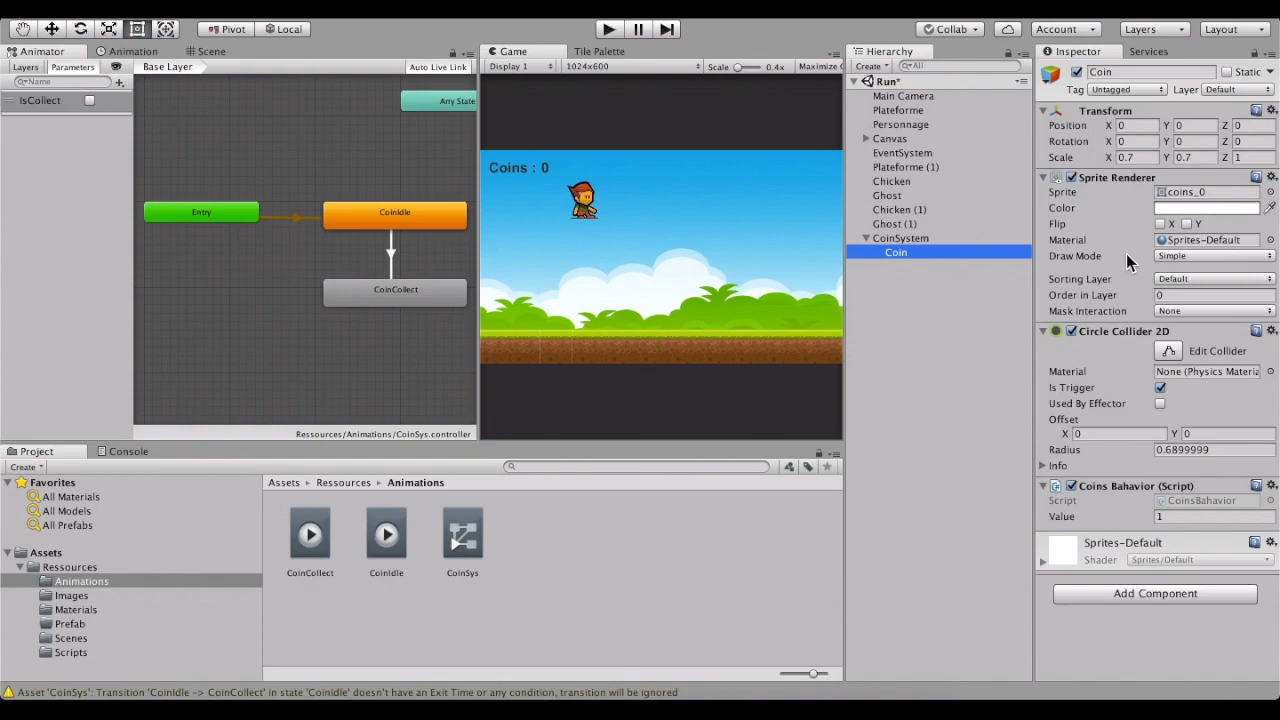 Pivot Local Collab Account Layers Layout
Animator Animation Scene
Layers Parameters Base Layer Auto Live Link
Name
IsCollect
Any State
Entry
CoinIdle
CoinCollect
Ressources/Animations/CoinSys.controller
Game Tile Palette
Display 1 1024x600 Scale 0.4x Maximize
Coins : 0
Hierarchy
Create All
Run*
Main Camera
Plateforme
Personnage
Canvas
EventSystem
Plateforme (1)
Chicken
Ghost
Chicken (1)
Ghost (1)
CoinSystem
Coin
Inspector Services
Coin Static
Tag Untagged Layer Default
Transform
Position X 0 Y 0 Z 0
Rotation X 0 Y 0 Z 0
Scale X 0.7 Y 0.7 Z 1
Sprite Renderer
Sprite coins_0
Color
Flip X Y
Material Sprites-Default
Draw Mode Simple
Sorting Layer Default
Order in Layer 0
Mask Interaction None
Circle Collider 2D
Edit Collider
Material None (Physics Materia
Is Trigger
Used By Effector
Offset
X 0 Y 0
Radius 0.6899999
Info
Coins Bahavior (Script)
Script CoinsBahavior
Value 1
Sprites-Default
Shader Sprites/Default
Add Component
Project Console
Create
Favorites
All Materials
All Models
All Prefabs
Assets
Ressources
Animations
Images
Materials
Prefab
Scenes
Scripts
Assets Ressources Animations
CoinCollect CoinIdle CoinSys
Asset 'CoinSys': Transition 'CoinIdle -> CoinCollect' in state 'CoinIdle' doesn't have an Exit Time or any condition, transition will be ignored